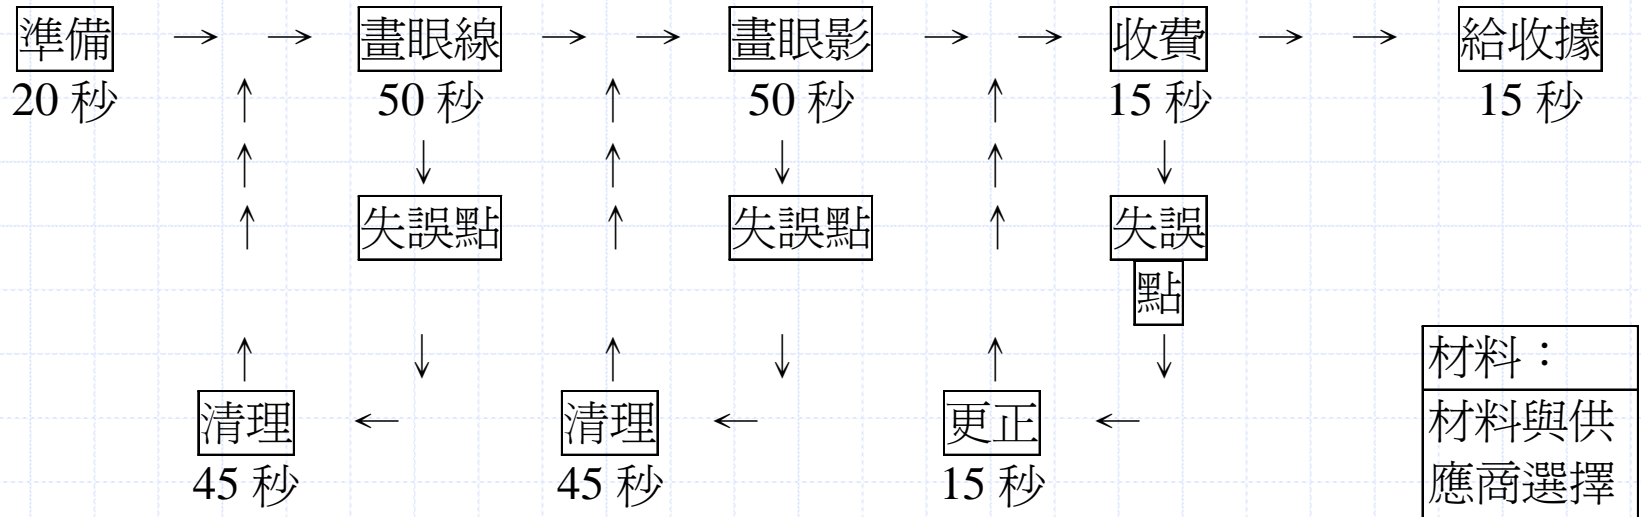 準備 → → 畫眼線 → → 畫眼影 → → 收費 → → 給收據
20 秒 ↑ 50 秒 ↑ 50 秒 ↑ 15 秒 15 秒
↑ ↓ ↑ ↓ ↑ ↓
↑ 失誤點 ↑ 失誤點 ↑ 失誤
點
↑ ↓ ↑ ↓ ↑ ↓
清理 ← 清理 ← 更正 ←
45 秒 45 秒 15 秒
材料：
材料與供
應商選擇